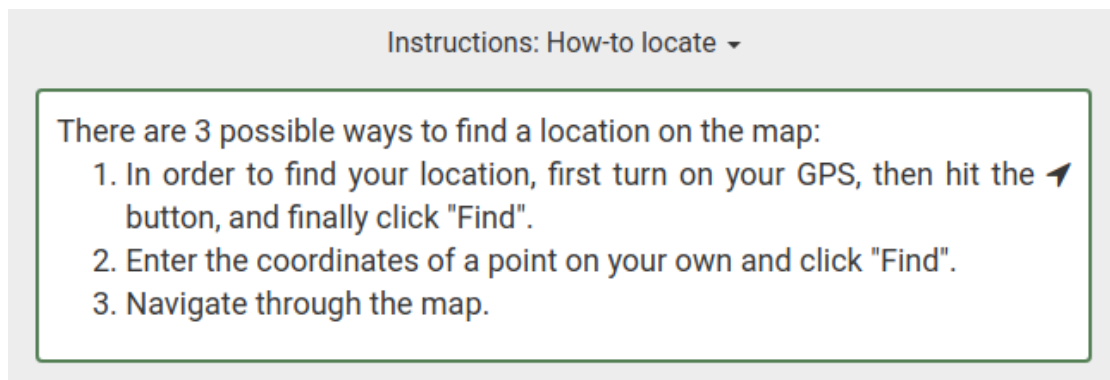 Instructions: How-to locate
There are 3 possible ways to find a location on the map:
1. In order to find your location, first turn on your GPS, then hit the
button, and finally click "Find".
2. Enter the coordinates of a point on your own and click "Find".
3. Navigate through the map.